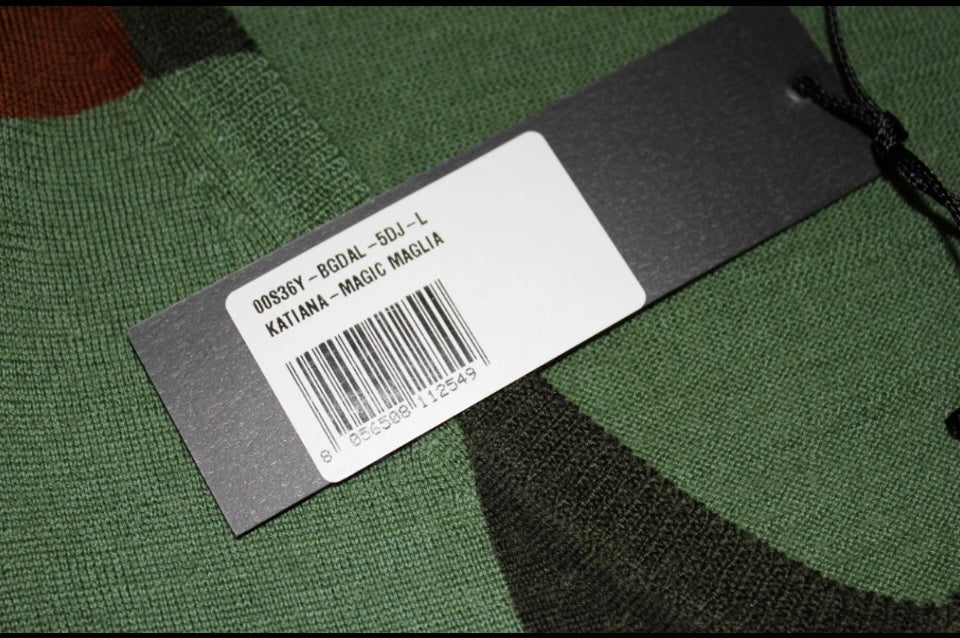 00S36Y-BGDAL-5DJ-L
KATIANA-MAGIC MAGLIA
8 056508 112549